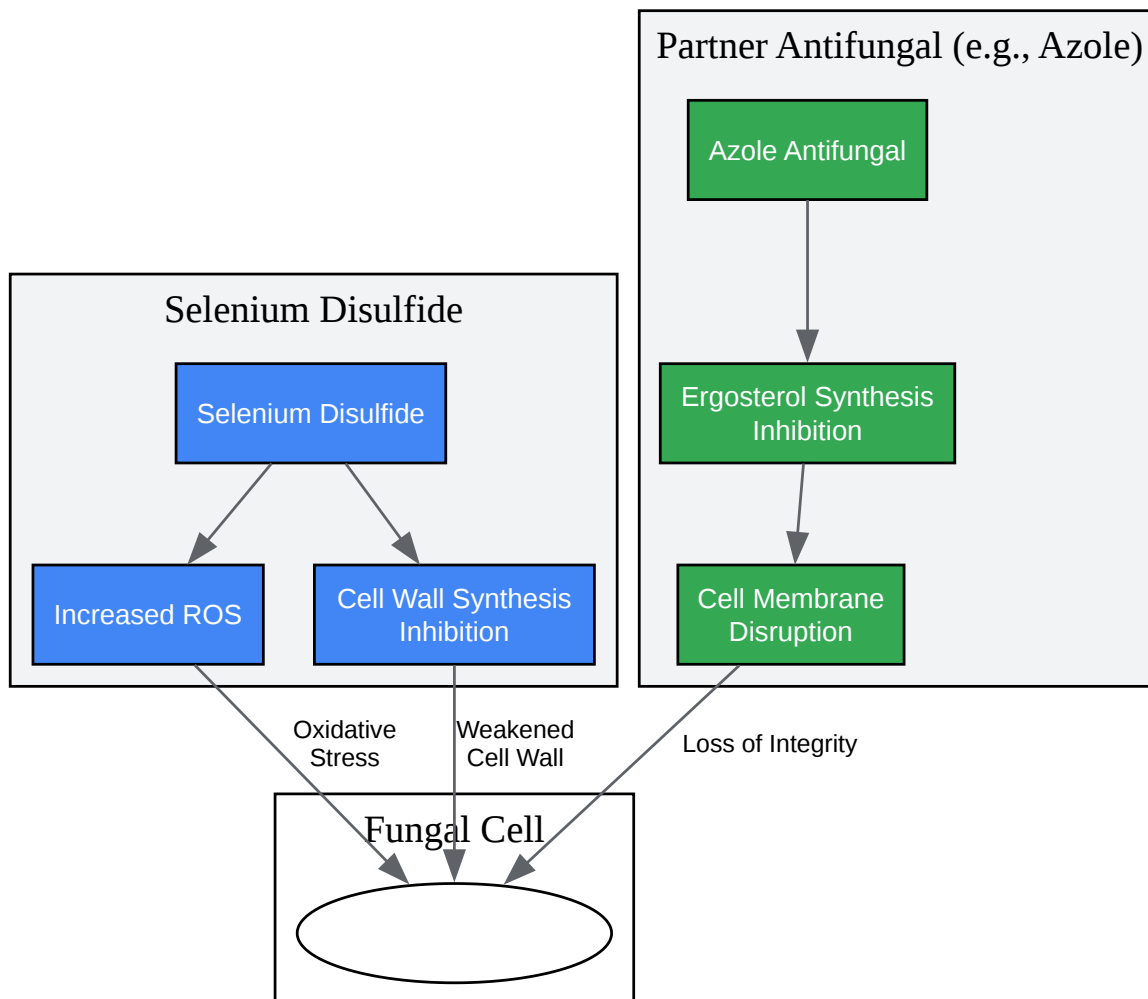 Partner Antifungal (e.g., Azole)
Azole Antifungal
Selenium Disulfide
Selenium Disulfide
Ergosterol Synthesis
Inhibition
Increased ROS
Cell Wall Synthesis
Inhibition
Cell Membrane
Disruption
Oxidative
Stress
Weakened
Cell Wall
Loss of Integrity
Fungal Cell